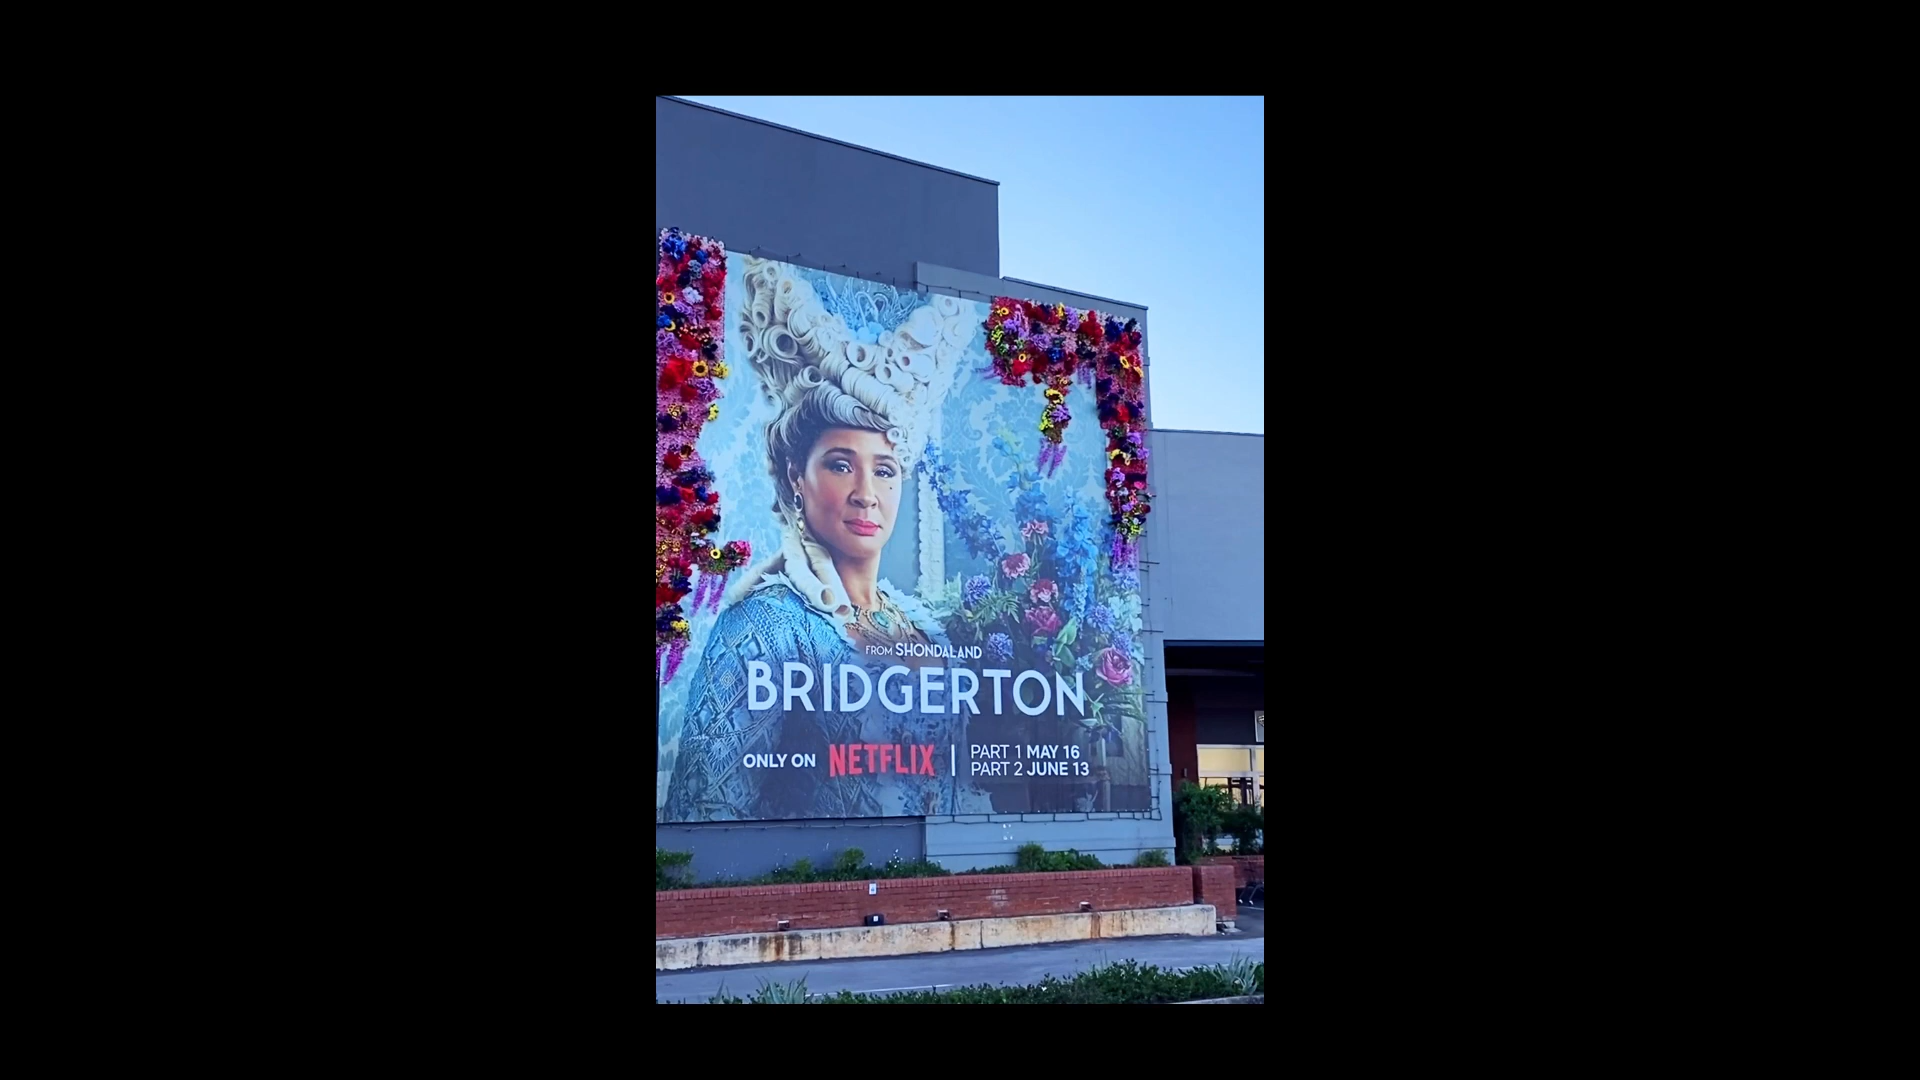 FROM SHONDALAND
BRIDGERTON
ONLY ON NETFLIX | PART 1 MAY 16
PART 2 JUNE 13